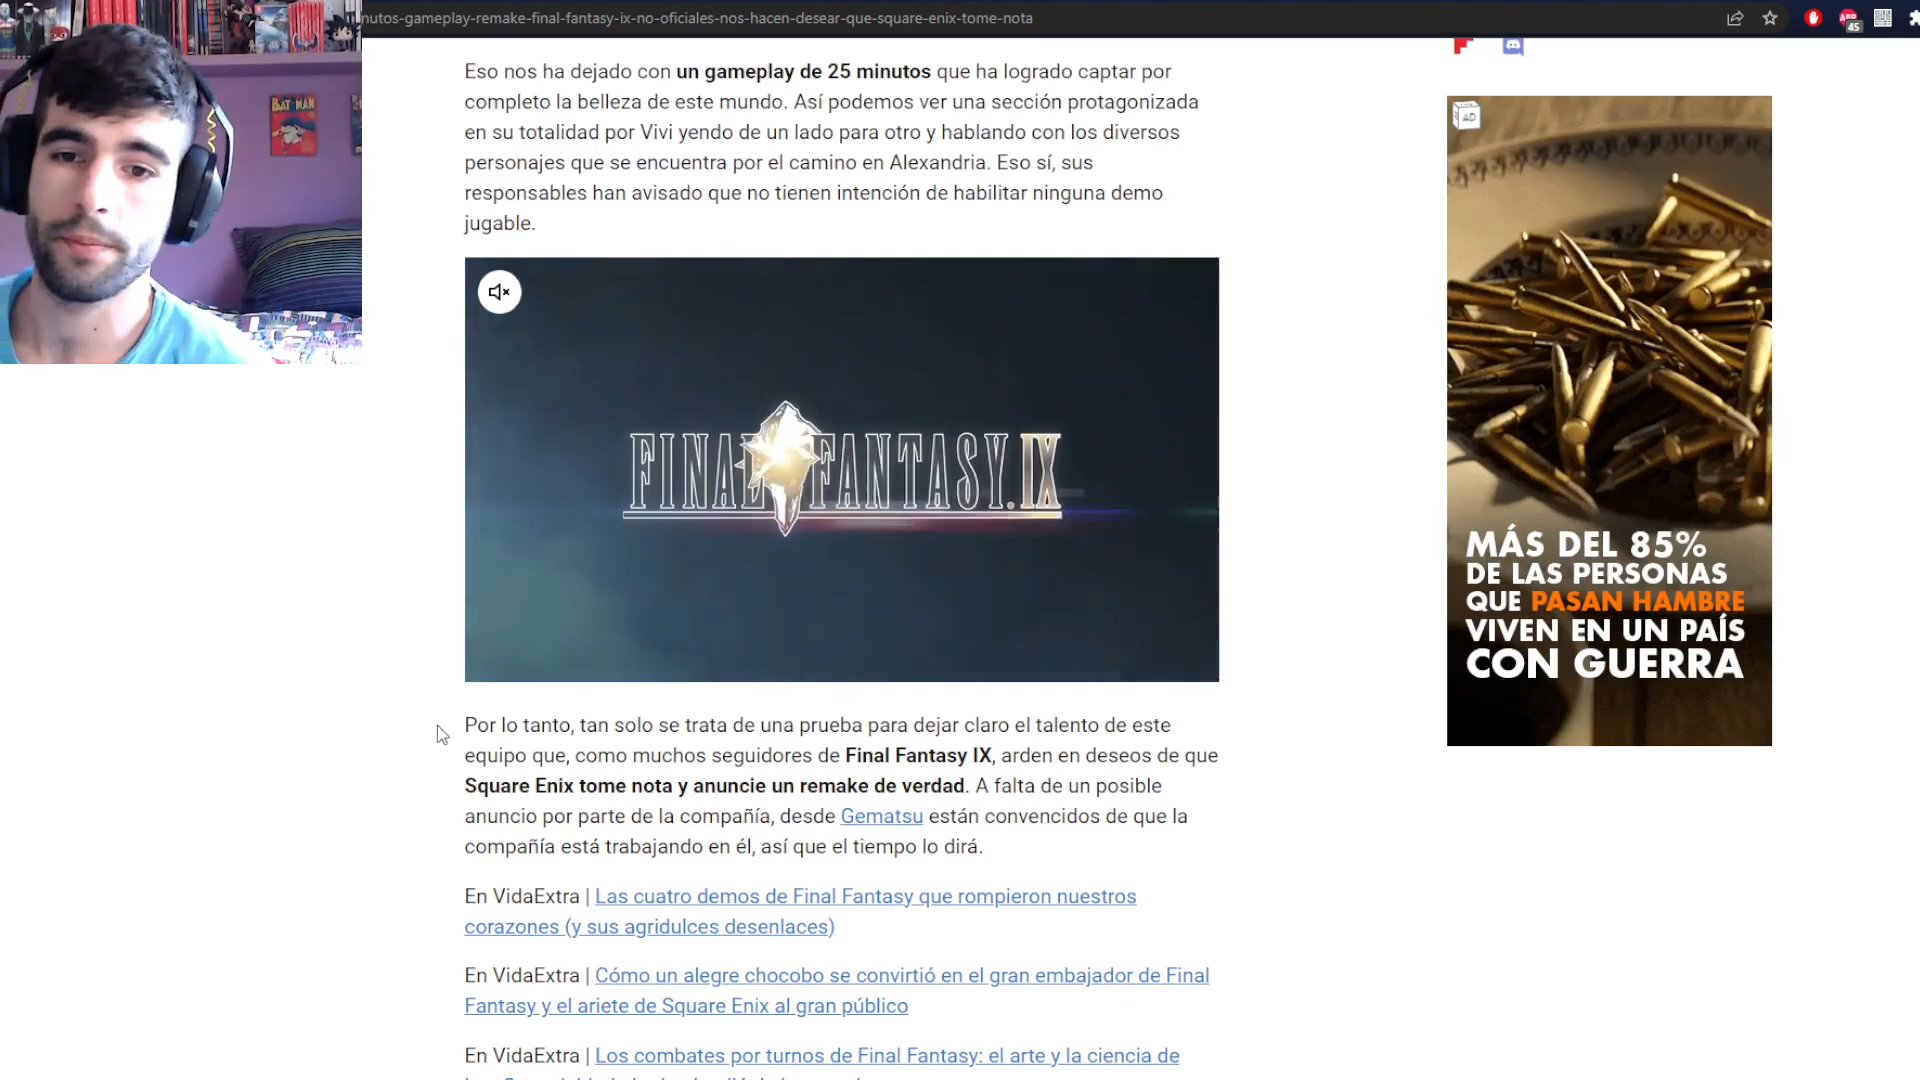 nutos-gameplay-remake-final-fantasy-ix-no-oficiales-nos-hacen-desear-que-square-enix-tome-nota
45
BATMAN
Eso nos ha dejado con un gameplay de 25 minutos que ha logrado captar por
completo la belleza de este mundo. Así podemos ver una sección protagonizada
en su totalidad por Vivi yendo de un lado para otro y hablando con los diversos
personajes que se encuentra por el camino en Alexandria. Eso sí, sus
responsables han avisado que no tienen intención de habilitar ninguna demo
jugable.
FINAL FANTASY.IX
Por lo tanto, tan solo se trata de una prueba para dejar claro el talento de este
equipo que, como muchos seguidores de Final Fantasy IX, arden en deseos de que
Square Enix tome nota y anuncie un remake de verdad. A falta de un posible
anuncio por parte de la compañía, desde Gematsu están convencidos de que la
compañía está trabajando en él, así que el tiempo lo dirá.
En VidaExtra | Las cuatro demos de Final Fantasy que rompieron nuestros
corazones (y sus agridulces desenlaces)
En VidaExtra | Cómo un alegre chocobo se convirtió en el gran embajador de Final
Fantasy y el ariete de Square Enix al gran público
En VidaExtra | Los combates por turnos de Final Fantasy: el arte y la ciencia de
AD
MÁS DEL 85%
DE LAS PERSONAS
QUE PASAN HAMBRE
VIVEN EN UN PAÍS
CON GUERRA